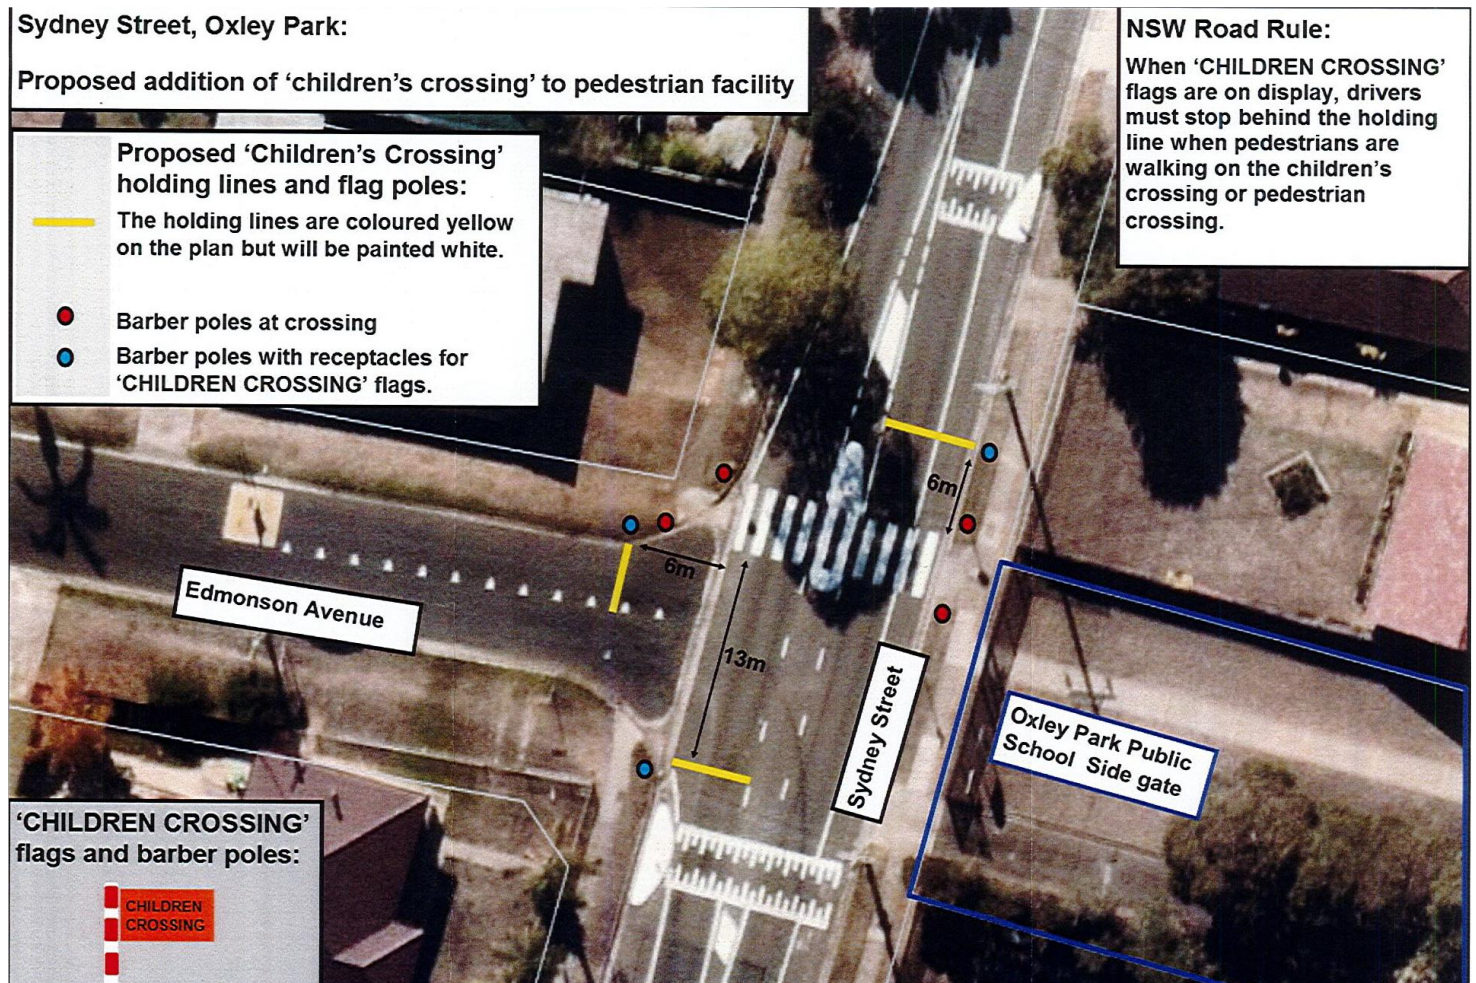 Sydney Street, Oxley Park:
Proposed addition of ‘children’s crossing’ to pedestrian facility
NSW Road Rule:
When ‘CHILDREN CROSSING’
flags are on display, drivers
must stop behind the holding
line when pedestrians are
walking on the children’s
crossing or pedestrian
crossing.
Proposed ‘Children’s Crossing’
holding lines and flag poles:
The holding lines are coloured yellow
on the plan but will be painted white.
Barber poles at crossing
Barber poles with receptacles for
‘CHILDREN CROSSING’ flags.
6m
6m
Edmonson Avenue
13m
Sydney Street
Oxley Park Public
School Side gate
‘CHILDREN CROSSING’
flags and barber poles:
CHILDREN
CROSSING